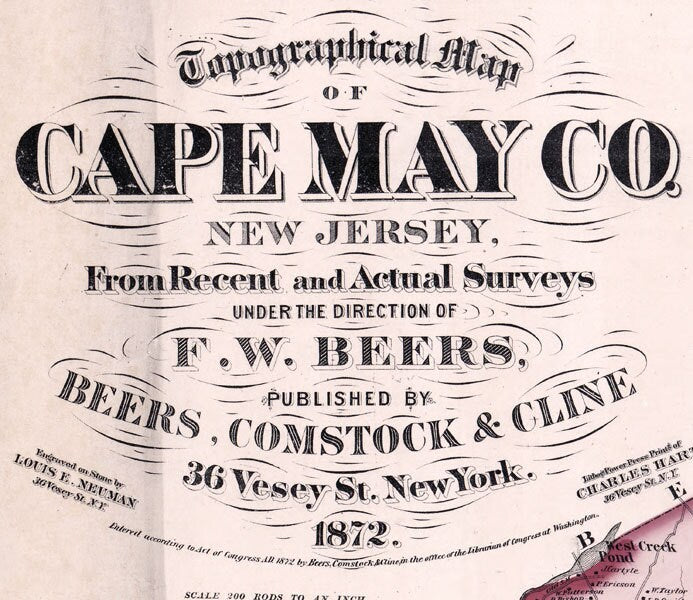 Topographical Map
OF
CAPE MAY CO.
NEW JERSEY,
From Recent and Actual Surveys
UNDER THE DIRECTION OF
F. W. BEERS,
PUBLISHED BY
BEERS, COMSTOCK & CLINE
36 Vesey St. New York.
1872.
Engraved on Stone by
LOUIS E. NEUMAN
36 Vesey St. N.Y.
Litho. Power Press Print of
CHARLES HART
36 Vesey St. N.Y.
Entered according to Act of Congress AD 1872 by Beers, Comstock & Cline, in the office of the Librarian of Congress at Washington.
SCALE 200 RODS TO AN INCH
E
B
West Creek
Pond
P. Ericson
W. Taylor